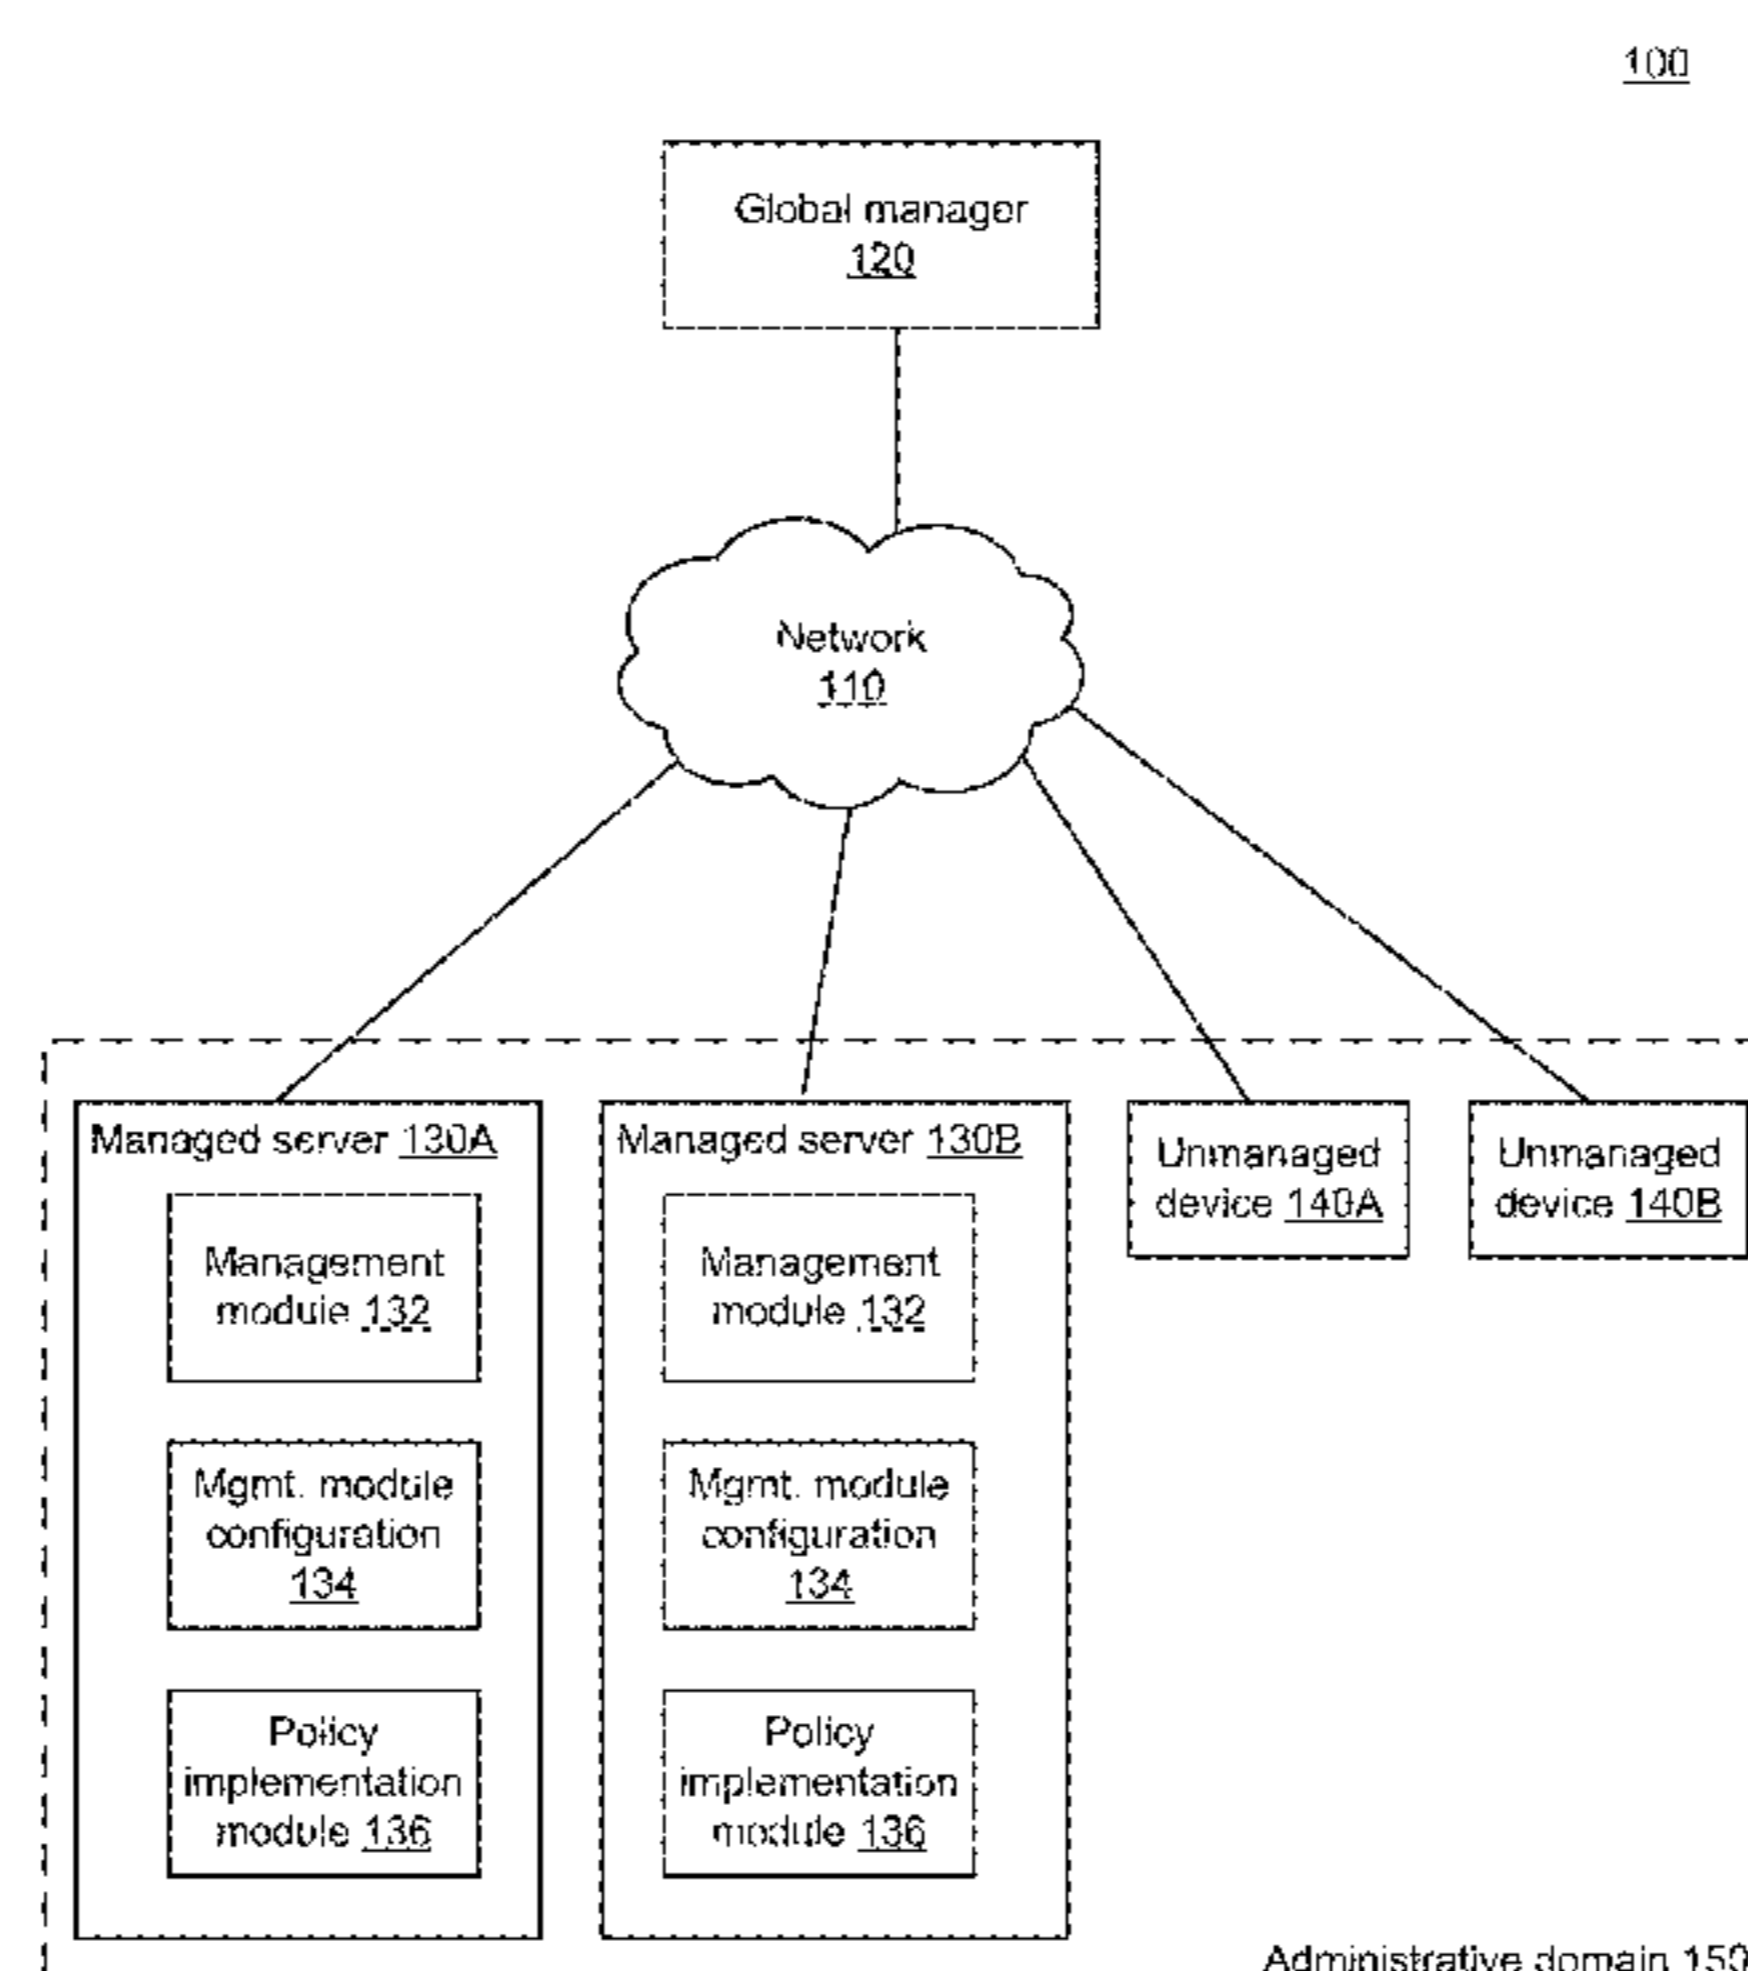 100
Global manager
120
Network
110
Managed server 130A
Management
module 132
Mgmt. module
configuration
134
Policy
implementation
module 136
Managed server 130B
Management
module 132
Mgmt. module
configuration
134
Policy
implementation
module 136
Unmanaged
device 140A
Unmanaged
device 140B
Administrative domain 150